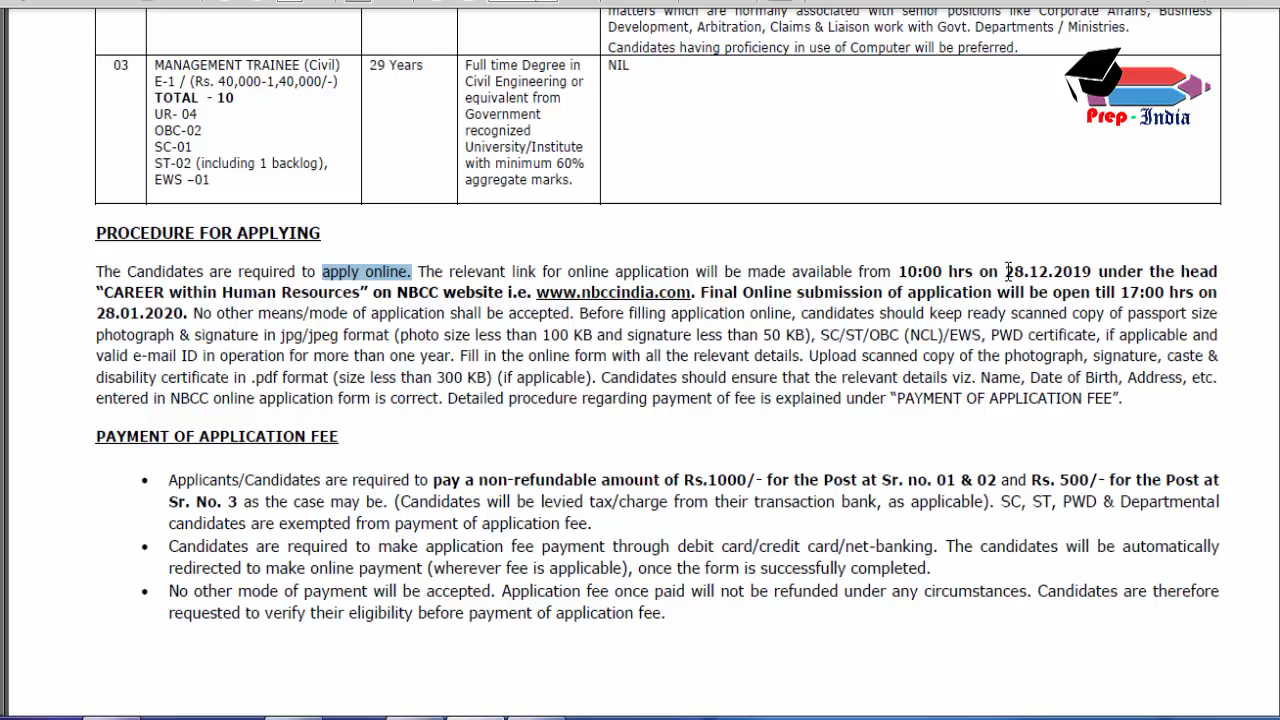 matters which are normally associated with senior positions like Corporate Affairs, Business
Development, Arbitration, Claims & Liaison work with Govt. Departments / Ministries.
Candidates having proficiency in use of Computer will be preferred.
03 MANAGEMENT TRAINEE (Civil) 29 Years Full time Degree in NIL
E-1 / (Rs. 40,000-1,40,000/-) Civil Engineering or
TOTAL - 10 equivalent from
UR- 04 Government
OBC-02 recognized
SC-01 University/Institute
ST-02 (including 1 backlog), with minimum 60%
EWS –01 aggregate marks.
Prep - India
PROCEDURE FOR APPLYING
The Candidates are required to apply online. The relevant link for online application will be made available from 10:00 hrs on 28.12.2019 under the head
“CAREER within Human Resources” on NBCC website i.e. www.nbccindia.com. Final Online submission of application will be open till 17:00 hrs on
28.01.2020. No other means/mode of application shall be accepted. Before filling application online, candidates should keep ready scanned copy of passport size
photograph & signature in jpg/jpeg format (photo size less than 100 KB and signature less than 50 KB), SC/ST/OBC (NCL)/EWS, PWD certificate, if applicable and
valid e-mail ID in operation for more than one year. Fill in the online form with all the relevant details. Upload scanned copy of the photograph, signature, caste &
disability certificate in .pdf format (size less than 300 KB) (if applicable). Candidates should ensure that the relevant details viz. Name, Date of Birth, Address, etc.
entered in NBCC online application form is correct. Detailed procedure regarding payment of fee is explained under “PAYMENT OF APPLICATION FEE”.
PAYMENT OF APPLICATION FEE
• Applicants/Candidates are required to pay a non-refundable amount of Rs.1000/- for the Post at Sr. no. 01 & 02 and Rs. 500/- for the Post at
Sr. No. 3 as the case may be. (Candidates will be levied tax/charge from their transaction bank, as applicable). SC, ST, PWD & Departmental
candidates are exempted from payment of application fee.
• Candidates are required to make application fee payment through debit card/credit card/net-banking. The candidates will be automatically
redirected to make online payment (wherever fee is applicable), once the form is successfully completed.
• No other mode of payment will be accepted. Application fee once paid will not be refunded under any circumstances. Candidates are therefore
requested to verify their eligibility before payment of application fee.